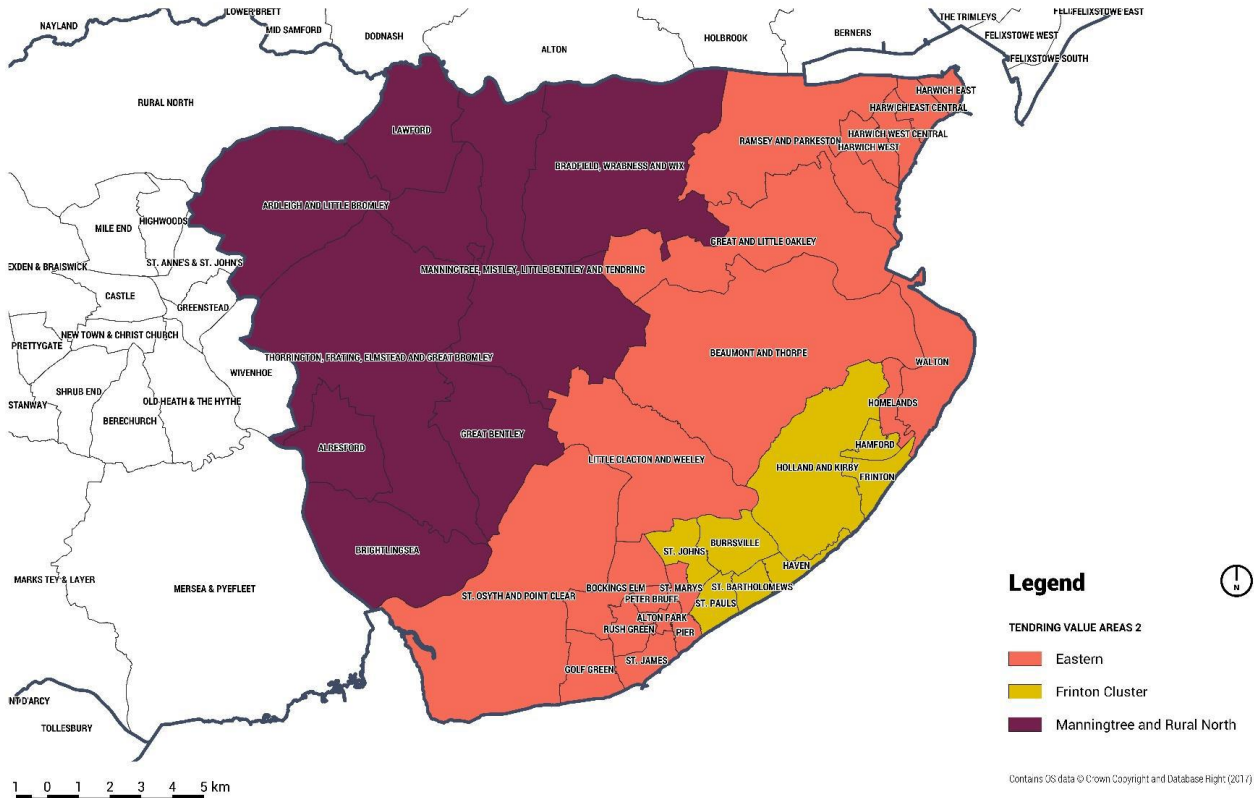 LOWER BRETT
FELIXSTOWE EAST
NAYLAND
MID SAMFORD
THE TRIMLEYS
DODNASH
HOLBROOK
BERNERS
FELIXSTOWE WEST
ALTON
FELIXSTOWE SOUTH
RURAL NORTH
HARWICH EAST
HARWICH EAST CENTRAL
LAWFORD
HARWICH WEST CENTRAL
RAMSEY AND PARKESTON
HARWICH WEST
BRADFIELD, WRABNESS AND WIX
ARDLEIGH AND LITTLE BROMLEY
HIGHWOODS
MILE END
GREAT AND LITTLE OAKLEY
EXDEN & BRAISWICK
ST. ANNE'S & ST. JOHN'S
MANNINGTREE, MISTLEY, LITTLE BENTLEY AND TENDRING
CASTLE
GREENSTEAD
NEW TOWN & CHRIST CHURCH
PRETTYGATE
BEAUMONT AND THORPE
THORRINGTON, FRATING, ELMSTEAD AND GREAT BROMLEY
WALTON
WIVENHOE
SHRUB END
OLD HEATH & THE HYTHE
STANWAY
HOMELANDS
BERECHURCH
GREAT BENTLEY
ALRESFORD
HAMFORD
LITTLE CLACTON AND WEELEY
HOLLAND AND KIRBY
FRINTON
BURRSVILLE
BRIGHTLINGSEA
ST. JOHNS
HAVEN
MARKS TEY & LAYER
MERSEA & PYEFLEET
BOCKINGS ELM
ST. MARYS
ST. BARTHOLOMEWS
ST. OSYTH AND POINT CLEAR
PETER BRUFF
ST. PAULS
ALTON PARK
RUSH GREEN
PIER
ST. JAMES
GOLF GREEN
NT D'ARCY
TOLLESBURY
Legend
N
TENDRING VALUE AREAS 2
Eastern
Frinton Cluster
Manningtree and Rural North
Contains OS data © Crown Copyright and Database Right (2017)
1 0 1 2 3 4 5 km